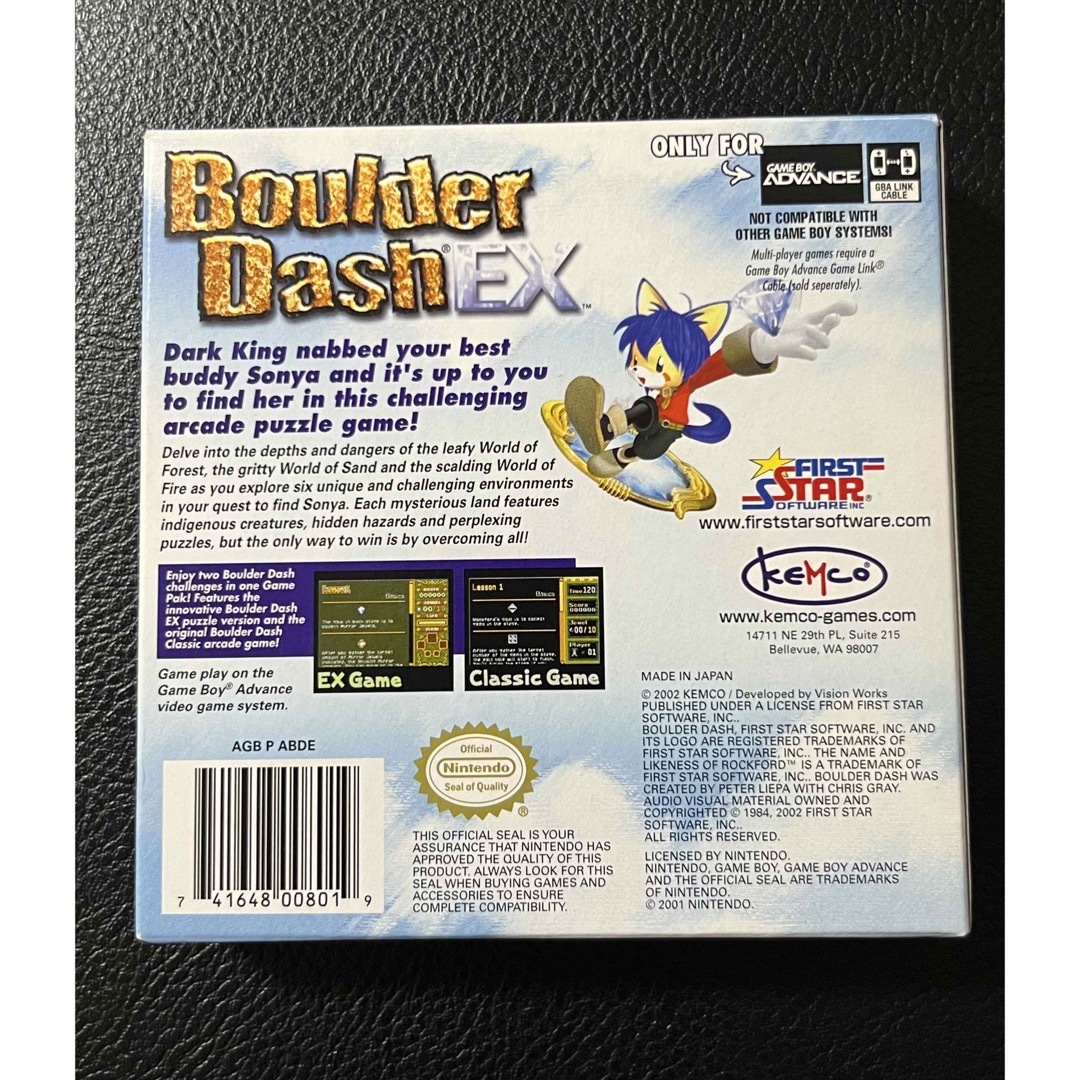 Boulder
Dash® EX™
ONLY FOR
GAME BOY
ADVANCE
GBA LINK
CABLE
NOT COMPATIBLE WITH
OTHER GAME BOY SYSTEMS!
Multi-player games require a
Game Boy Advance Game Link®
Cable (sold seperately).
Dark King nabbed your best
buddy Sonya and it's up to you
to find her in this challenging
arcade puzzle game!
Delve into the depths and dangers of the leafy World of
Forest, the gritty World of Sand and the scalding World of
Fire as you explore six unique and challenging environments
in your quest to find Sonya. Each mysterious land features
indigenous creatures, hidden hazards and perplexing
puzzles, but the only way to win is by overcoming all!
FIRST
STAR®
SOFTWARE INC
www.firststarsoftware.com
KEMCO
www.kemco-games.com
14711 NE 29th PL, Suite 215
Bellevue, WA 98007
Enjoy two Boulder Dash
challenges in one Game
Pak! Features the
innovative Boulder Dash
EX puzzle version and the
original Boulder Dash
Classic arcade game!
Basics
EX Game
Lesson 1
Basics
Time 120
Score
000000
Jewel
00/10
Player
X 01
Classic Game
Game play on the
Game Boy® Advance
video game system.
MADE IN JAPAN
© 2002 KEMCO / Developed by Vision Works
PUBLISHED UNDER A LICENSE FROM FIRST STAR
SOFTWARE, INC..
BOULDER DASH, FIRST STAR SOFTWARE, INC. AND
ITS LOGO ARE REGISTERED TRADEMARKS OF
FIRST STAR SOFTWARE, INC.. THE NAME AND
LIKENESS OF ROCKFORD™ IS A TRADEMARK OF
FIRST STAR SOFTWARE, INC.. BOULDER DASH WAS
CREATED BY PETER LIEPA WITH CHRIS GRAY.
AUDIO VISUAL MATERIAL OWNED AND
COPYRIGHTED © 1984, 2002 FIRST STAR
SOFTWARE, INC..
ALL RIGHTS RESERVED.
LICENSED BY NINTENDO.
NINTENDO, GAME BOY, GAME BOY ADVANCE
AND THE OFFICIAL SEAL ARE TRADEMARKS
OF NINTENDO.
© 2001 NINTENDO.
AGB P ABDE
7 41648 00801 9
Official
Nintendo
Seal of Quality
®
THIS OFFICIAL SEAL IS YOUR
ASSURANCE THAT NINTENDO HAS
APPROVED THE QUALITY OF THIS
PRODUCT. ALWAYS LOOK FOR THIS
SEAL WHEN BUYING GAMES AND
ACCESSORIES TO ENSURE
COMPLETE COMPATIBILITY.